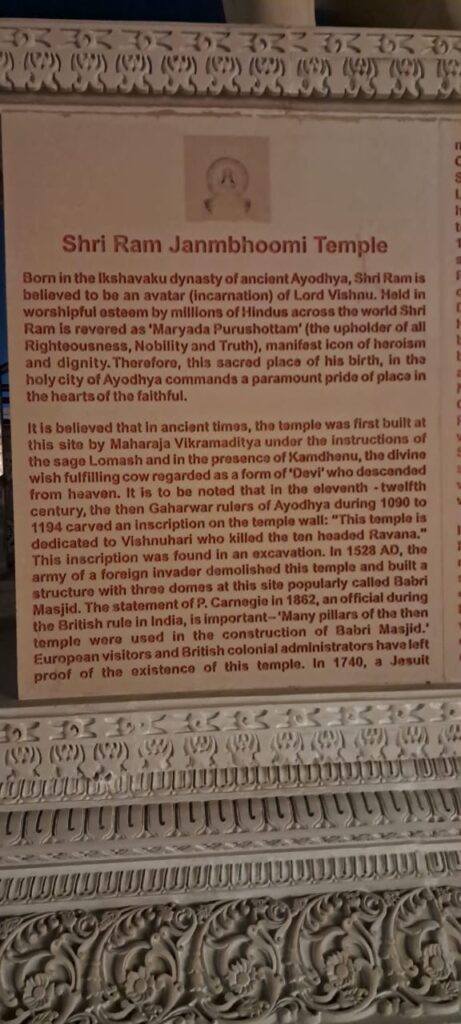 Shri Ram Janmbhoomi Temple
Born in the Ikshavaku dynasty of ancient Ayodhya, Shri Ram is
believed to be an avatar (incarnation) of Lord Vishnu. Held in
worshipful esteem by millions of Hindus across the world Shri
Ram is revered as 'Maryada Purushottam' (the upholder of all
Righteousness, Nobility and Truth), manifest icon of heroism
and dignity. Therefore, this sacred place of his birth, in the
holy city of Ayodhya commands a paramount pride of place in
the hearts of the faithful.
It is believed that in ancient times, the temple was first built at
this site by Maharaja Vikramaditya under the instructions of
the sage Lomash and in the presence of Kamdhenu, the divine
wish fulfilling cow regarded as a form of 'Devi' who descended
from heaven. It is to be noted that in the eleventh - twelfth
century, the then Gaharwar rulers of Ayodhya during 1090 to
1194 carved an inscription on the temple wall: "This temple is
dedicated to Vishnuhari who killed the ten headed Ravana."
This inscription was found in an excavation. In 1528 AD, the
army of a foreign invader demolished this temple and built a
structure with three domes at this site popularly called Babri
Masjid. The statement of P. Carnegie in 1862, an official during
the British rule in India, is important-- 'Many pillars of the then
temple were used in the construction of Babri Masjid.'
European visitors and British colonial administrators have left
proof of the existence of this temple. In 1740, a Jesuit